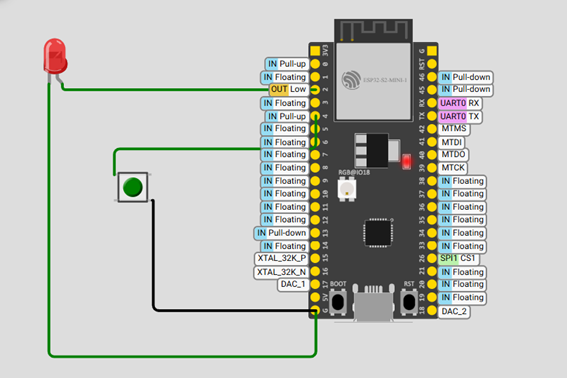 3V3 G
IN Pull-up 0 RST
IN Floating 1 46 IN Pull-down
OUT Low 2 45 IN Pull-down
IN Floating 3 RX UART0 RX
IN Pull-up 4 TX UART0 TX
IN Floating 5 42 MTMS
IN Floating 6 41 MTDI
IN Floating 7 40 MTDO
IN Floating 8 39 MTCK
IN Floating 9 38 IN Floating
IN Floating 10 37 IN Floating
IN Floating 11 36 IN Floating
IN Floating 12 35 IN Floating
IN Pull-down 13 34 IN Floating
IN Floating 14 33 IN Floating
XTAL_32K_P 15 26 SPI1 CS1
XTAL_32K_N 16 21 IN Floating
DAC_1 17 20 IN Floating
5V 19 IN Floating
G 18 DAC_2
ESP32-S2-MINI-1
RGB@IO18
BOOT
RST